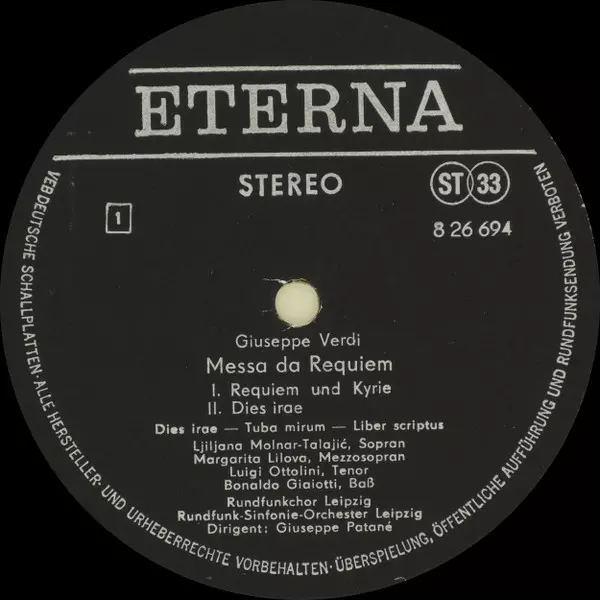 ETERNA
STEREO
ST 33
1
8 26 694
Giuseppe Verdi
Messa da Requiem
I. Requiem und Kyrie
II. Dies irae
Dies irae — Tuba mirum — Liber scriptus
Ljiljana Molnar-Talajić, Sopran
Margarita Lilova, Mezzosopran
Luigi Ottolini, Tenor
Bonaldo Giaiotti, Baß
Rundfunkchor Leipzig
Rundfunk-Sinfonie-Orchester Leipzig
Dirigent: Giuseppe Patané
VEB DEUTSCHE SCHALLPLATTEN · ALLE HERSTELLER- UND URHEBERRECHTE VORBEHALTEN · ÜBERSPIELUNG, ÖFFENTLICHE AUFFÜHRUNG UND RUNDFUNKSENDUNG VERBOTEN